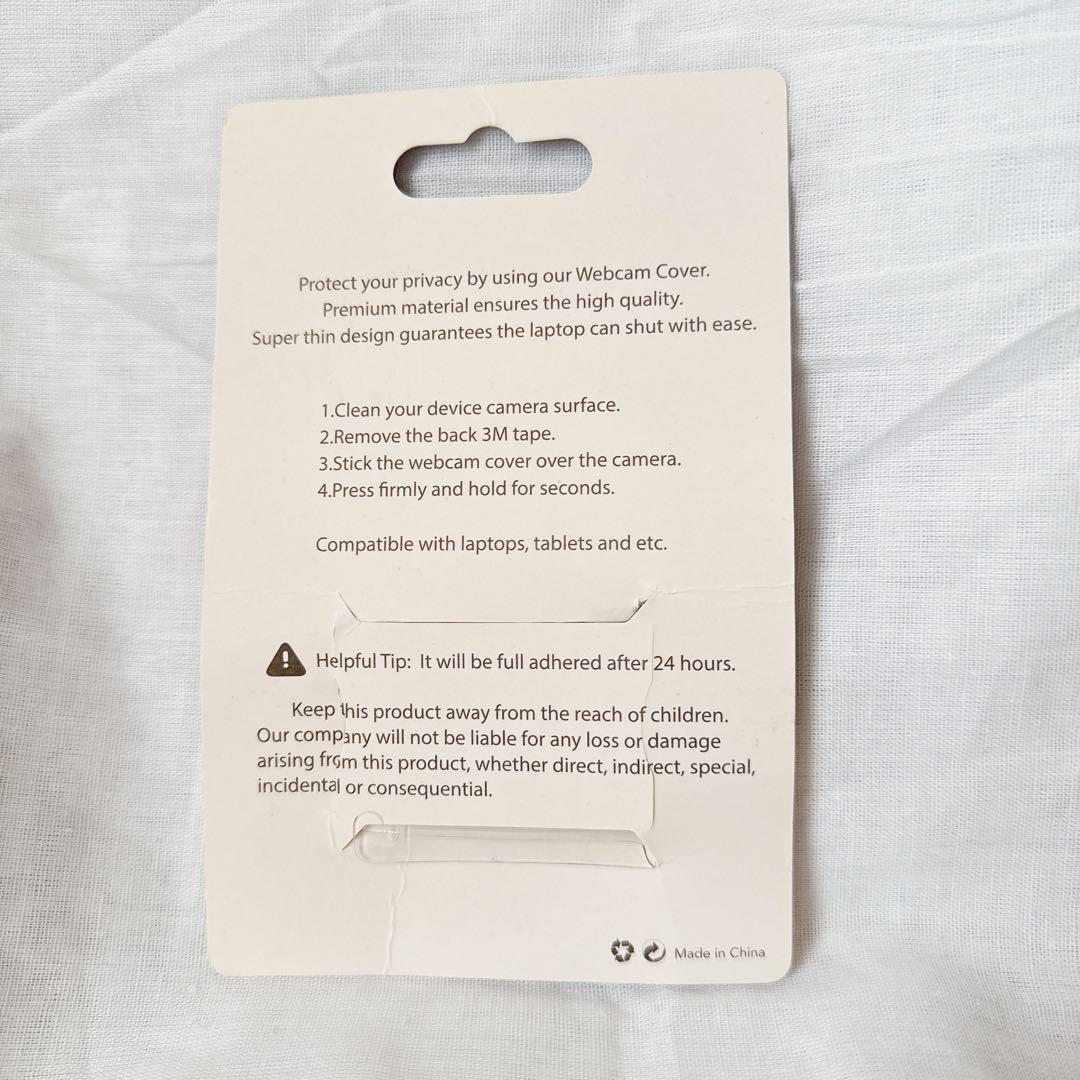 Protect your privacy by using our Webcam Cover.
Premium material ensures the high quality.
Super thin design guarantees the laptop can shut with ease.
1.Clean your device camera surface.
2.Remove the back 3M tape.
3.Stick the webcam cover over the camera.
4.Press firmly and hold for seconds.
Compatible with laptops, tablets and etc.
Helpful Tip: It will be full adhered after 24 hours.
Keep this product away from the reach of children.
Our company will not be liable for any loss or damage
arising from this product, whether direct, indirect, special,
incidental or consequential.
Made in China